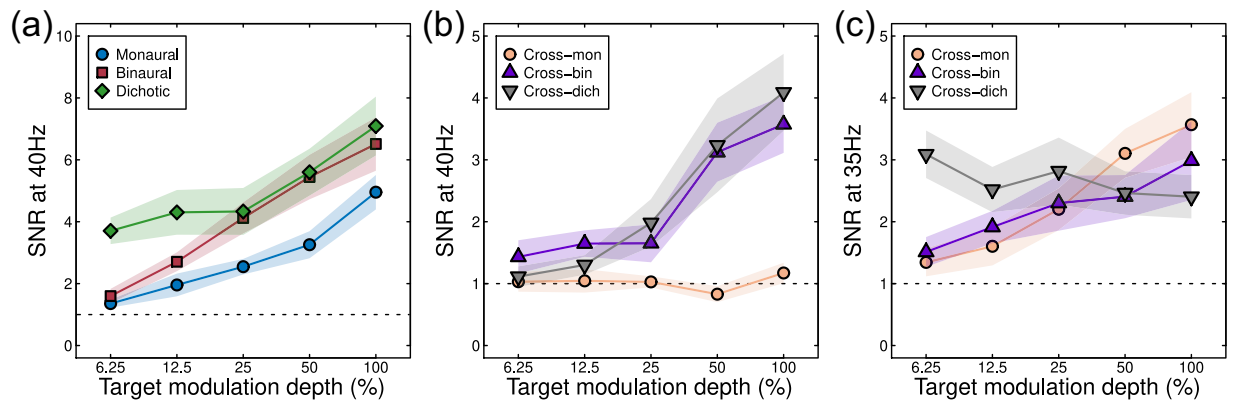 (a)
10
8
6
4
2
0
SNR at 40Hz
Monaural
Binaural
Dichotic
6.25 12.5 25 50 100
Target modulation depth (%)
(b)
5
4
3
2
1
0
SNR at 40Hz
Cross−mon
Cross−bin
Cross−dich
6.25 12.5 25 50 100
Target modulation depth (%)
(c)
5
4
3
2
1
0
SNR at 35Hz
Cross−mon
Cross−bin
Cross−dich
6.25 12.5 25 50 100
Target modulation depth (%)